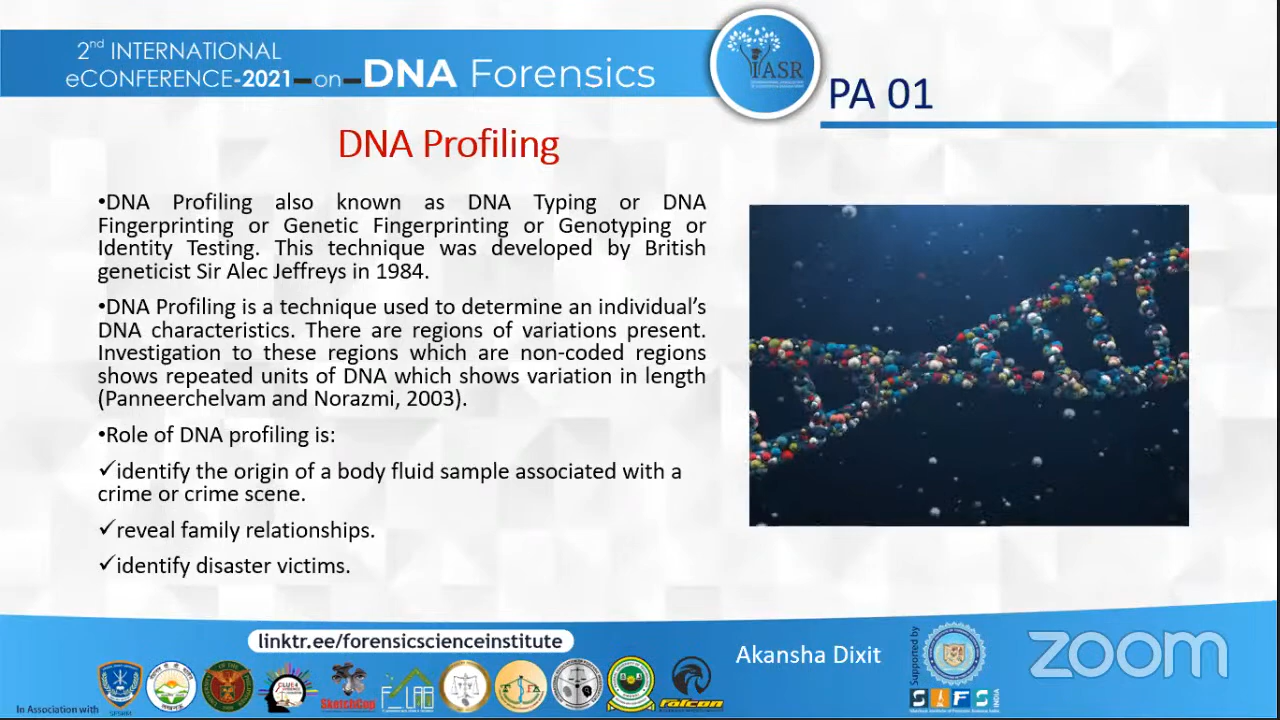 2nd INTERNATIONAL
eCONFERENCE-2021 on DNA Forensics
IASR
PA 01
DNA Profiling
•DNA Profiling also known as DNA Typing or DNA
Fingerprinting or Genetic Fingerprinting or Genotyping or
Identity Testing. This technique was developed by British
geneticist Sir Alec Jeffreys in 1984.
•DNA Profiling is a technique used to determine an individual’s
DNA characteristics. There are regions of variations present.
Investigation to these regions which are non-coded regions
shows repeated units of DNA which shows variation in length
(Panneerchelvam and Norazmi, 2003).
•Role of DNA profiling is:
✓identify the origin of a body fluid sample associated with a
crime or crime scene.
✓reveal family relationships.
✓identify disaster victims.
linktr.ee/forensicscienceinstitute
In Association with
SketchCop
falcon
Akansha Dixit
Supported by
SIFS
INDIA
zoom